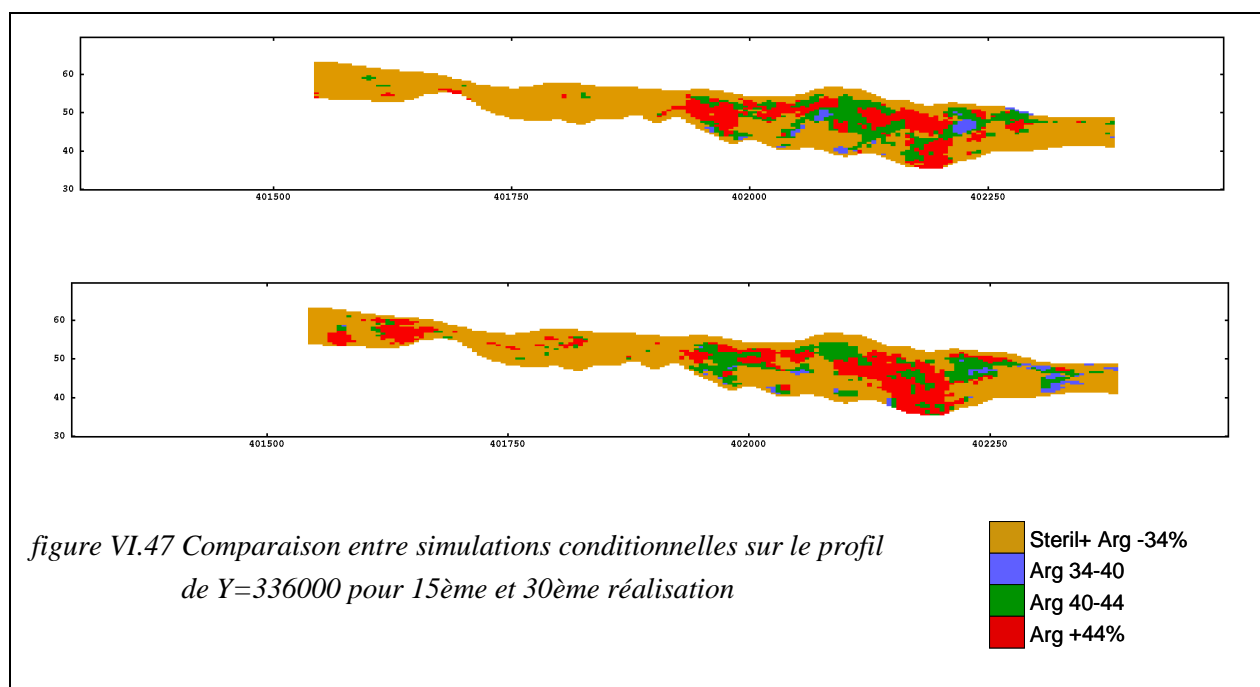 60
50
40
30
401500 401750 402000 402250
60
50
40
30
401500 401750 402000 402250
figure VI.47 Comparaison entre simulations conditionnelles sur le profil
de Y=336000 pour 15ème et 30ème réalisation
Steril+ Arg -34%
Arg 34-40
Arg 40-44
Arg +44%